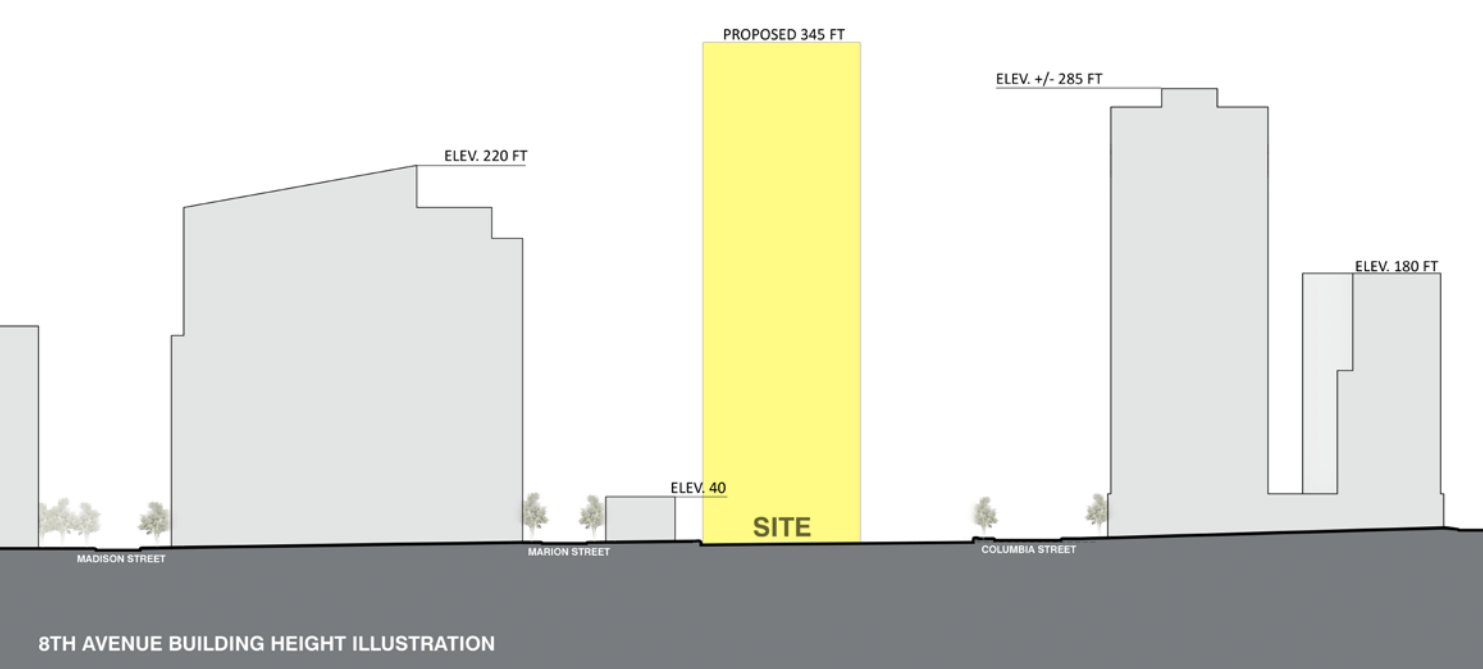 PROPOSED 345 FT
ELEV. +/- 285 FT
ELEV. 220 FT
ELEV. 180 FT
ELEV. 40
SITE
MADISON STREET
MARION STREET
COLUMBIA STREET
8TH AVENUE BUILDING HEIGHT ILLUSTRATION